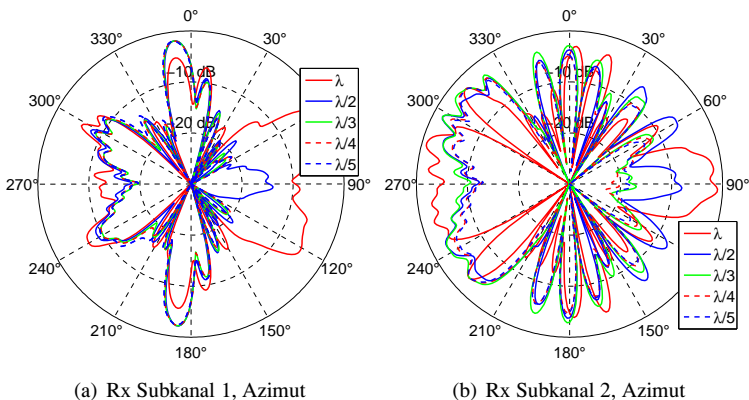 0°
30°
60°
90°
120°
150°
180°
210°
240°
270°
300°
330°
−10 dB
−20 dB
λ
λ/2
λ/3
λ/4
λ/5
(a) Rx Subkanal 1, Azimut
0°
30°
60°
90°
120°
150°
180°
210°
240°
270°
300°
330°
−10 dB
−20 dB
λ
λ/2
λ/3
λ/4
λ/5
(b) Rx Subkanal 2, Azimut